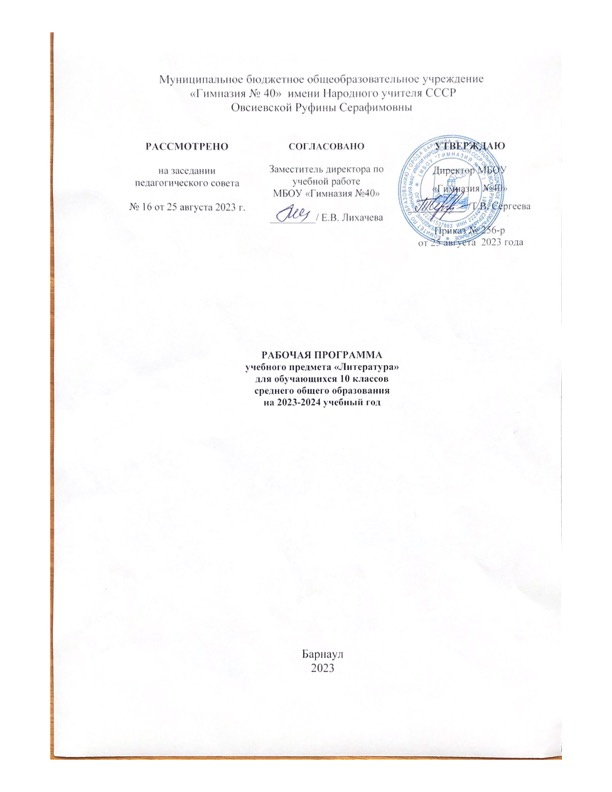 Муниципальное бюджетное общеобразовательное учреждение
«Гимназия № 40» имени Народного учителя СССР
Овсиевской Руфины Серафимовны
РАССМОТРЕНО
на заседании
педагогического совета
№ 16 от 25 августа 2023 г.
СОГЛАСОВАНО
Заместитель директора по
учебной работе
МБОУ «Гимназия №40»
/ Е.В. Лихачева
УТВЕРЖДАЮ
Директор МБОУ
«Гимназия №40»
Г.В. Сергеева
Приказ № 256-р
от 25 августа 2023 года
РАБОЧАЯ ПРОГРАММА
учебного предмета «Литература»
для обучающихся 10 классов
среднего общего образования
на 2023-2024 учебный год
Барнаул
2023